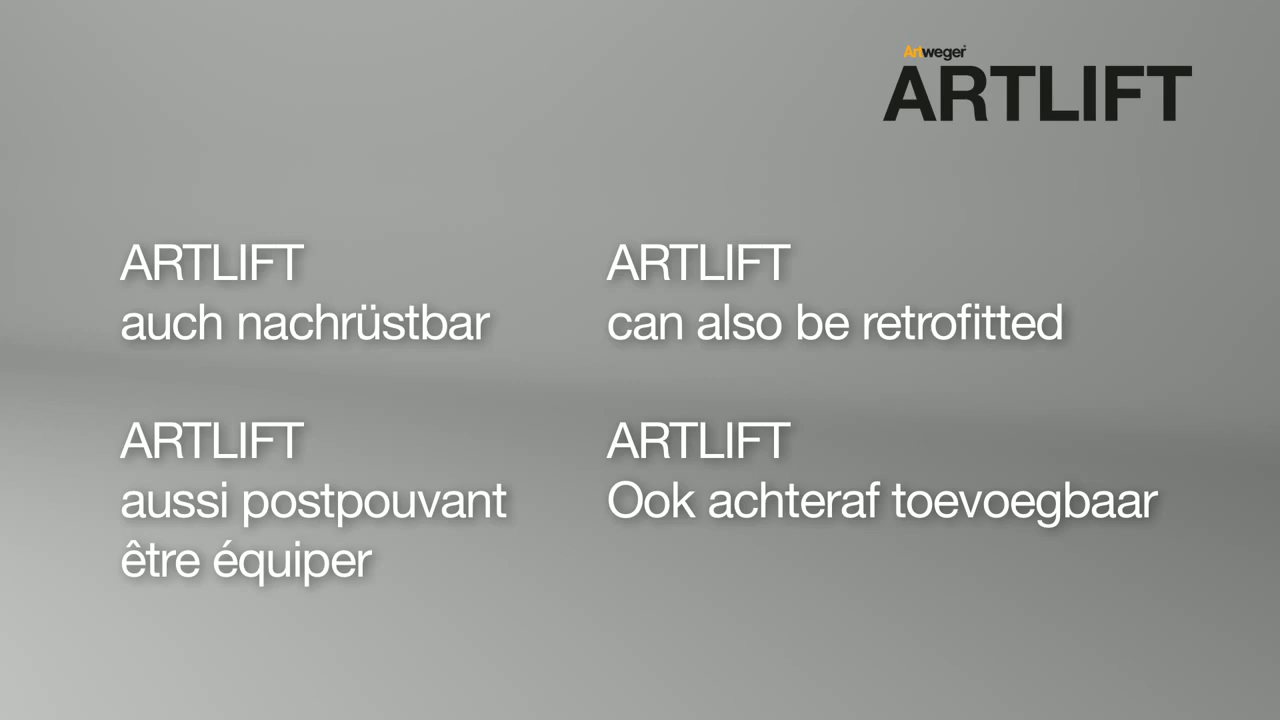 Artweger
ARTLIFT
ARTLIFT
auch nachrüstbar
ARTLIFT
can also be retrofitted
ARTLIFT
aussi postpouvant
être équiper
ARTLIFT
Ook achteraf toevoegbaar